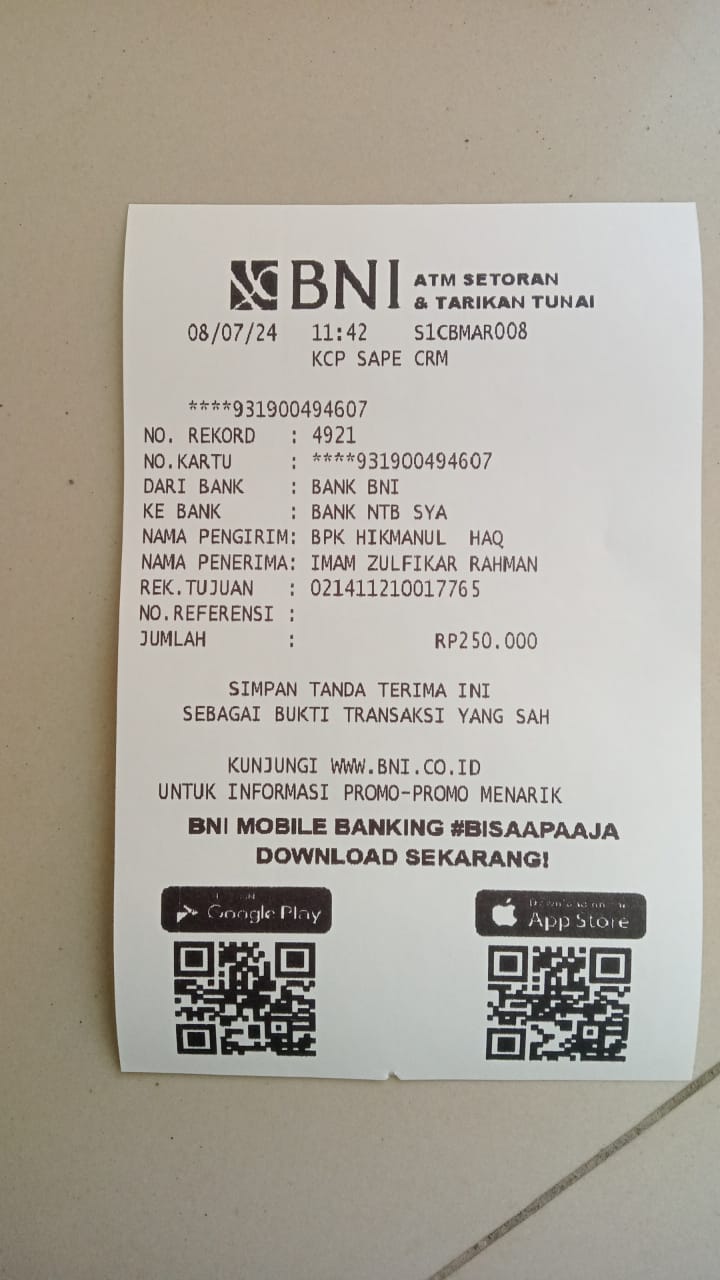 BNI ATM SETORAN
& TARIKAN TUNAI
08/07/24 11:42 S1CBMAR008
KCP SAPE CRM
****931900494607
NO. REKORD : 4921
NO.KARTU : ****931900494607
DARI BANK : BANK BNI
KE BANK : BANK NTB SYA
NAMA PENGIRIM: BPK HIKMANUL HAQ
NAMA PENERIMA: IMAM ZULFIKAR RAHMAN
REK.TUJUAN : 021411210017765
NO.REFERENSI :
JUMLAH : RP250.000
SIMPAN TANDA TERIMA INI
SEBAGAI BUKTI TRANSAKSI YANG SAH
KUNJUNGI WWW.BNI.CO.ID
UNTUK INFORMASI PROMO-PROMO MENARIK
BNI MOBILE BANKING #BISAAPAAJA
DOWNLOAD SEKARANG!
Google Play
App Store